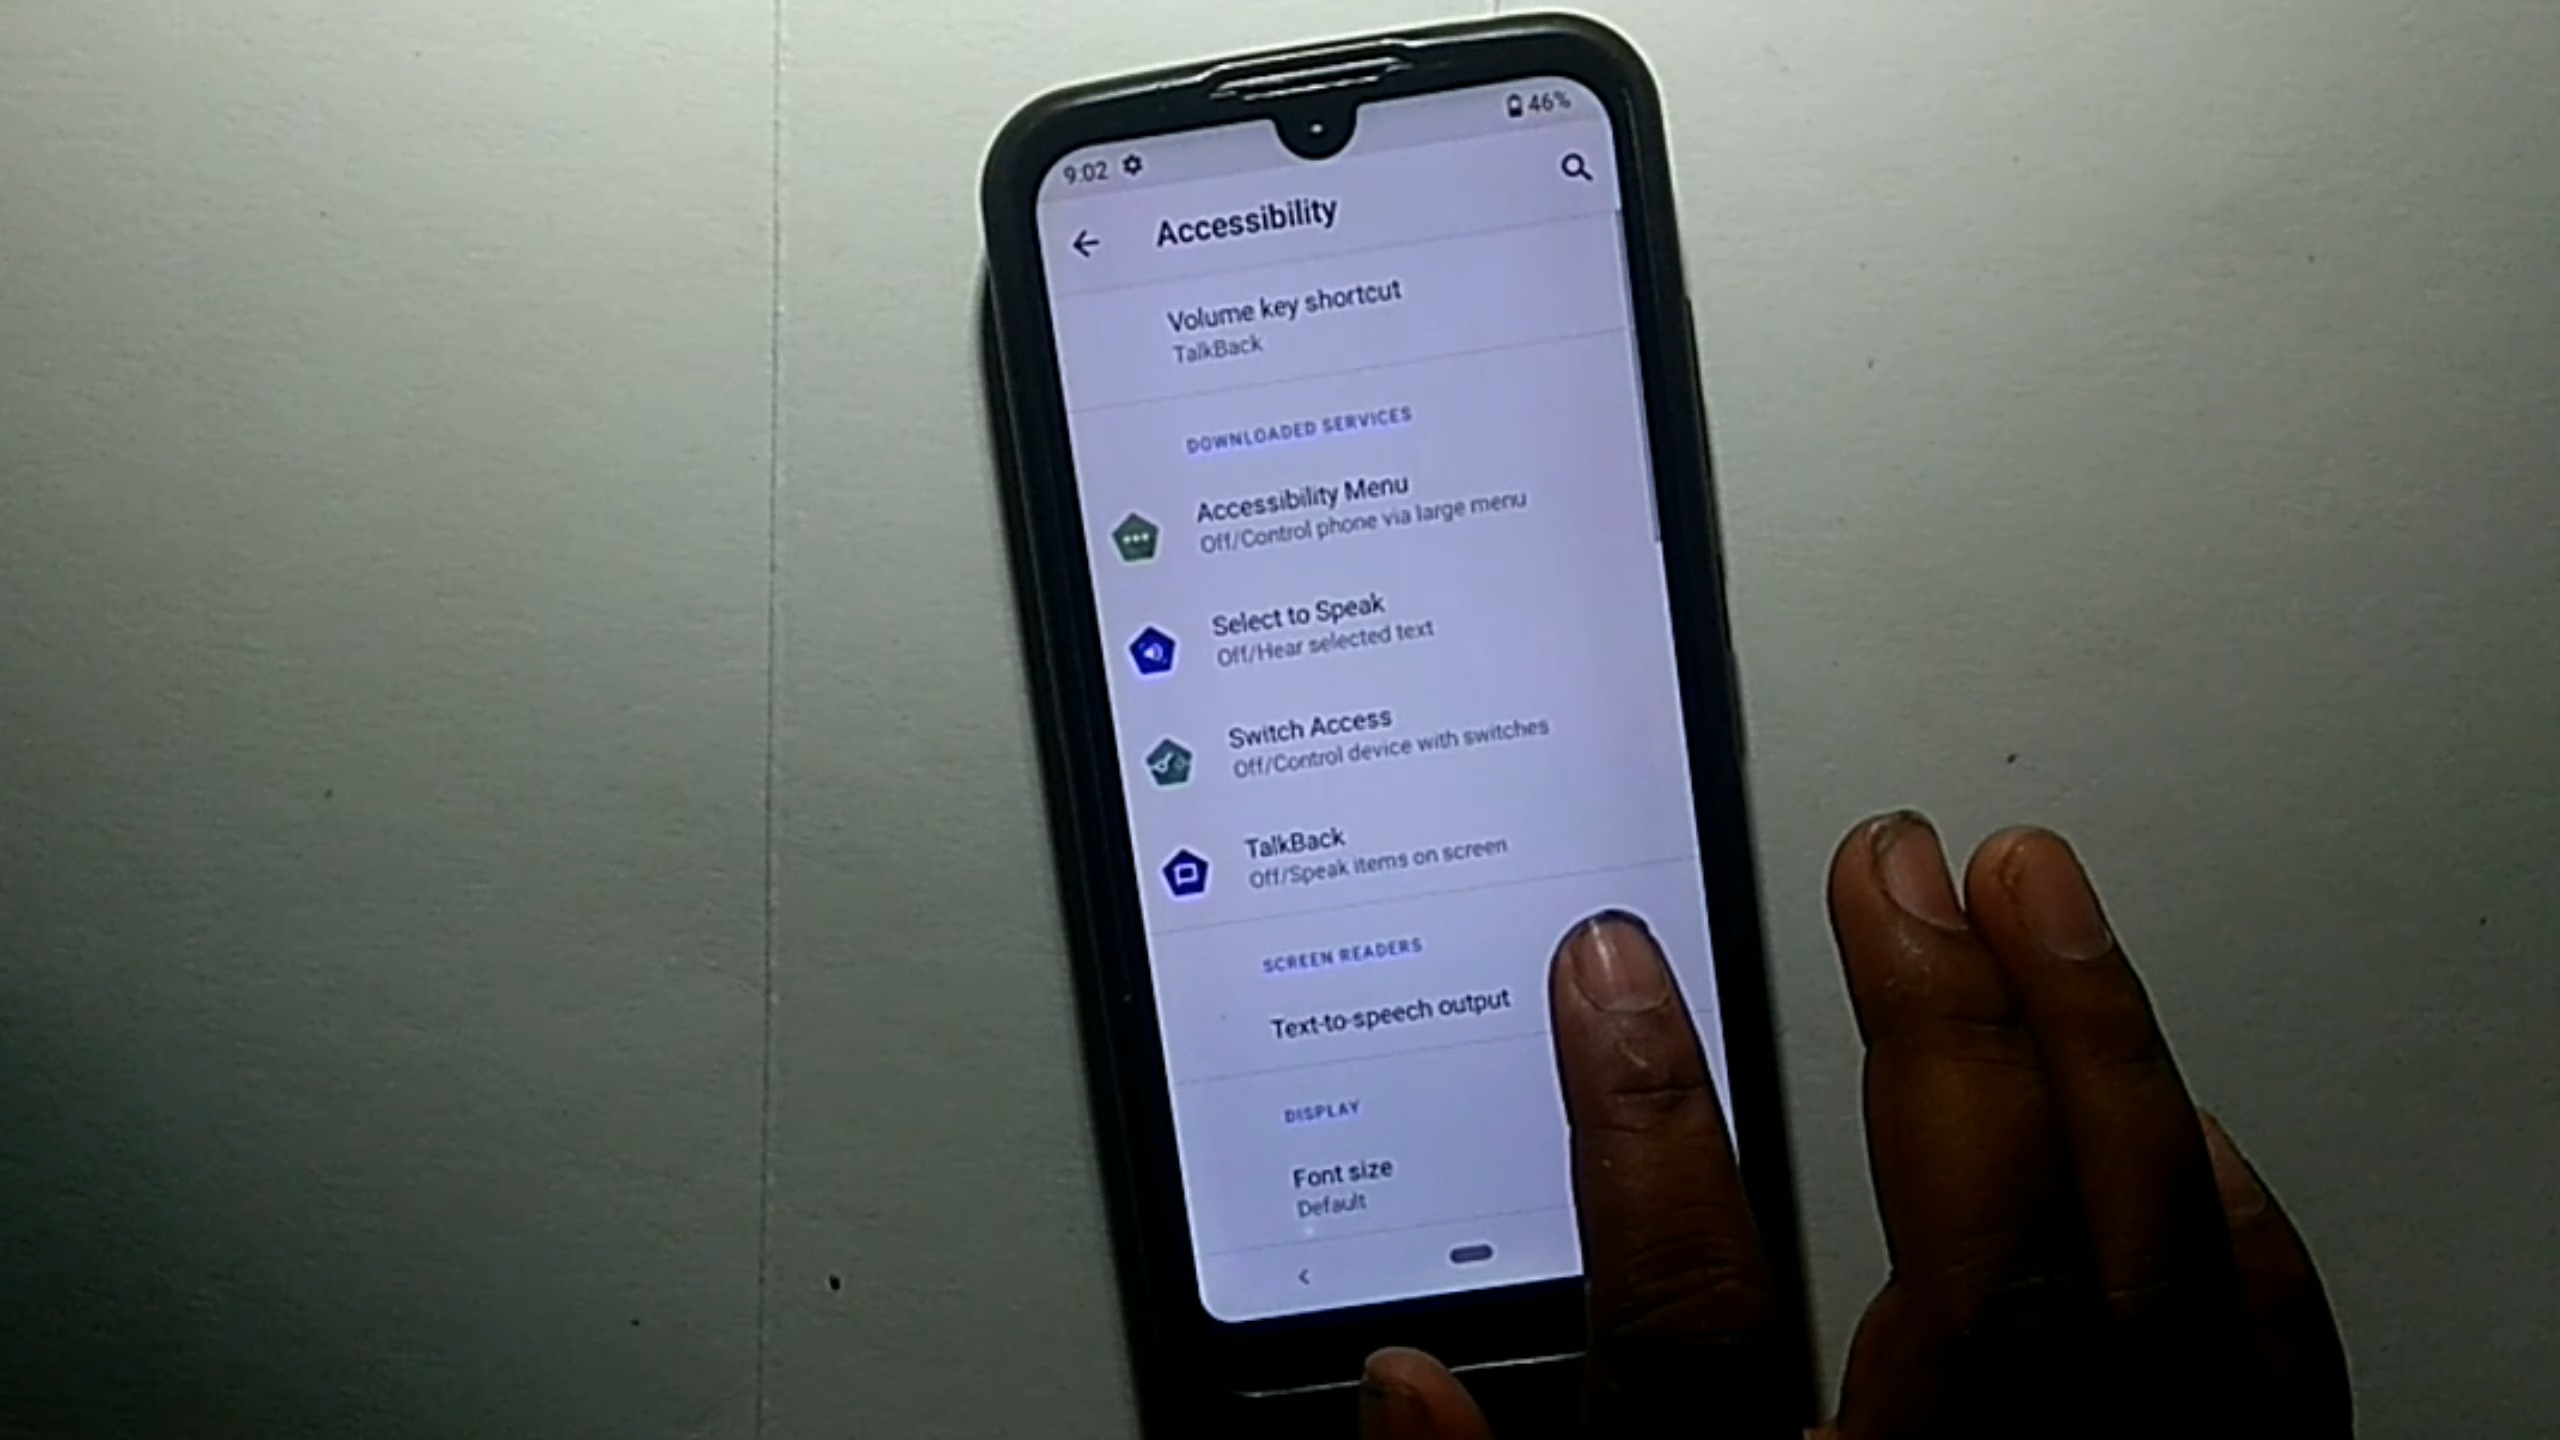 9:02
46%
Accessibility
Volume key shortcut
TalkBack
DOWNLOADED SERVICES
Accessibility Menu
Off/Control phone via large menu
Select to Speak
Off/Hear selected text
Switch Access
Off/Control device with switches
TalkBack
Off/Speak items on screen
SCREEN READERS
Text-to-speech output
DISPLAY
Font size
Default